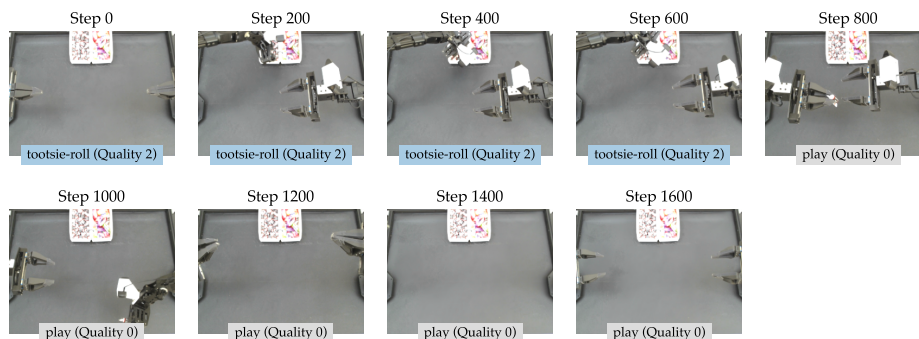 Step 0
Step 200
Step 400
Step 600
Step 800
tootsie-roll (Quality 2)
tootsie-roll (Quality 2)
tootsie-roll (Quality 2)
tootsie-roll (Quality 2)
play (Quality 0)
Step 1000
Step 1200
Step 1400
Step 1600
play (Quality 0)
play (Quality 0)
play (Quality 0)
play (Quality 0)